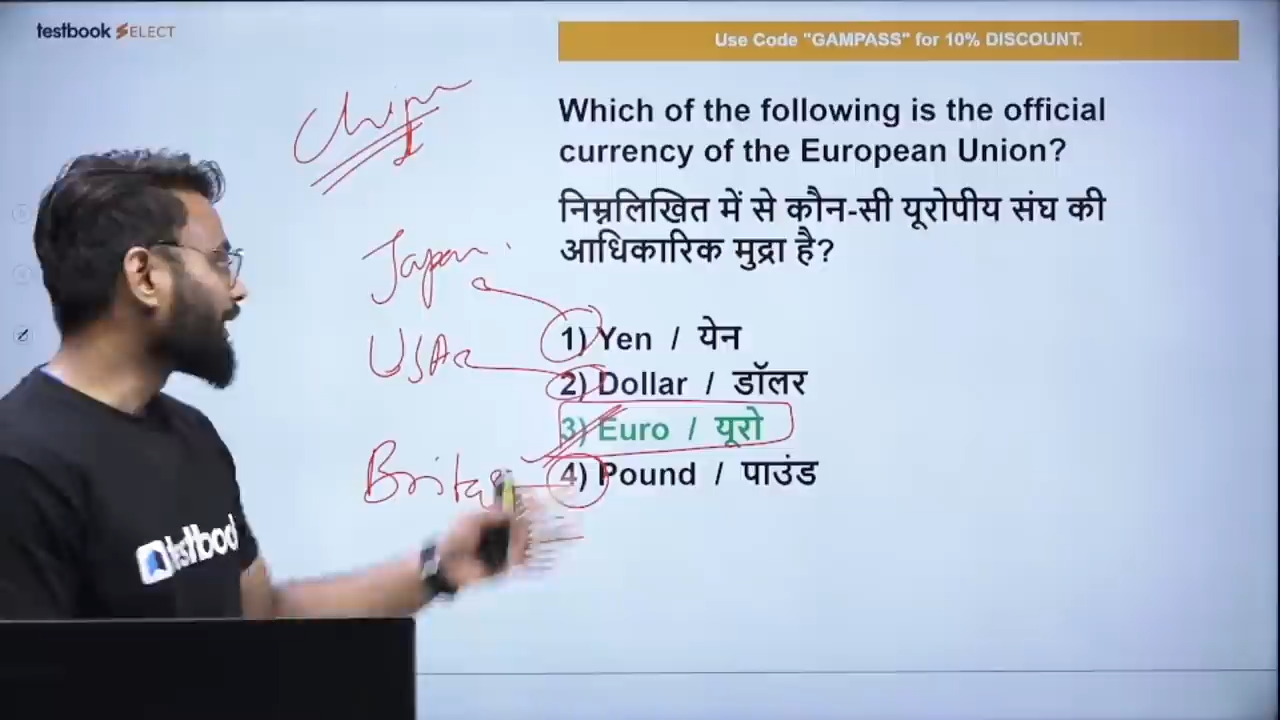 testbook SELECT
Use Code "GAMPASS" for 10% DISCOUNT.
Which of the following is the official
currency of the European Union?
निम्नलिखित में से कौन-सी यूरोपीय संघ की
आधिकारिक मुद्रा है?
1) Yen / येन
2) Dollar / डॉलर
3) Euro / यूरो
4) Pound / पाउंड
Japan
USA
testbook